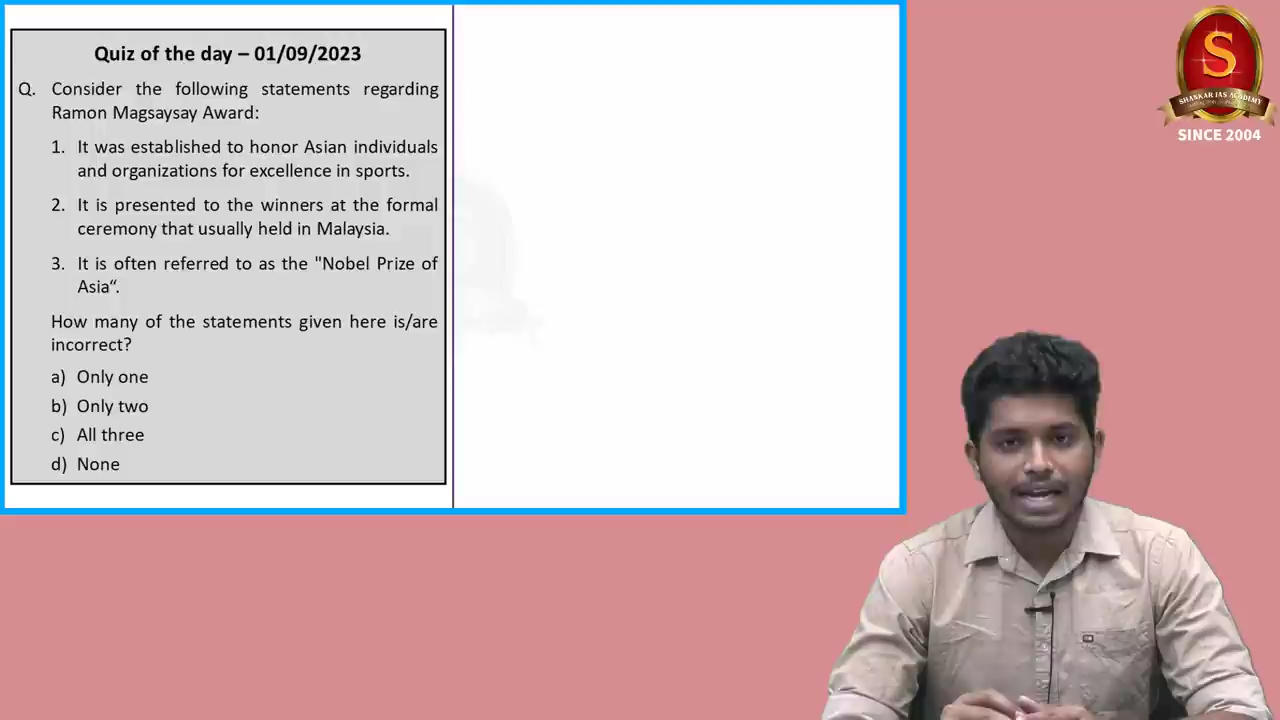 Quiz of the day – 01/09/2023
Q. Consider the following statements regarding
Ramon Magsaysay Award:
1. It was established to honor Asian individuals
and organizations for excellence in sports.
2. It is presented to the winners at the formal
ceremony that usually held in Malaysia.
3. It is often referred to as the "Nobel Prize of
Asia“.
How many of the statements given here is/are
incorrect?
a) Only one
b) Only two
c) All three
d) None
S
SHANKAR IAS ACADEMY
SINCE 2004